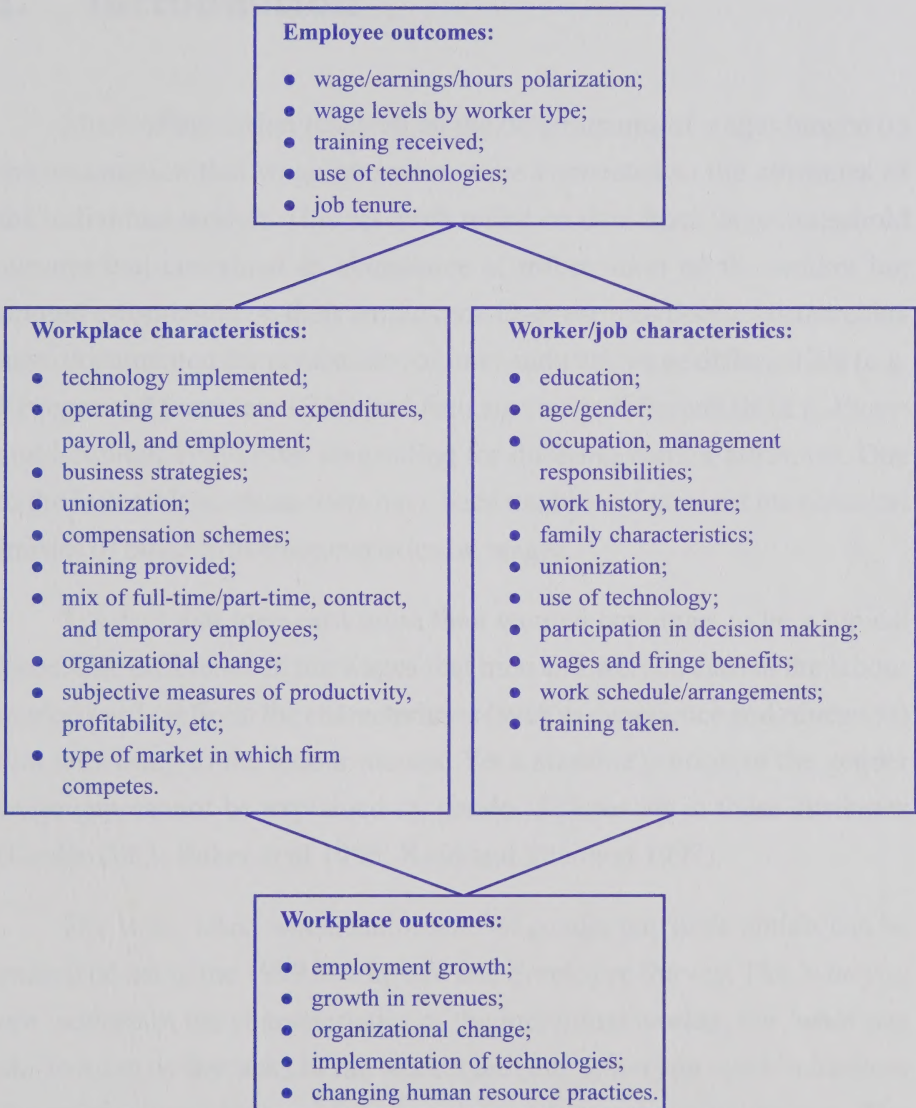 Employee outcomes:
● wage/earnings/hours polarization;
● wage levels by worker type;
● training received;
● use of technologies;
● job tenure.
Workplace characteristics:
● technology implemented;
● operating revenues and expenditures,
payroll, and employment;
● business strategies;
● unionization;
● compensation schemes;
● training provided;
● mix of full-time/part-time, contract,
and temporary employees;
● organizational change;
● subjective measures of productivity,
profitability, etc;
● type of market in which firm
competes.
Worker/job characteristics:
● education;
● age/gender;
● occupation, management
responsibilities;
● work history, tenure;
● family characteristics;
● unionization;
● use of technology;
● participation in decision making;
● wages and fringe benefits;
● work schedule/arrangements;
● training taken.
Workplace outcomes:
● employment growth;
● growth in revenues;
● organizational change;
● implementation of technologies;
● changing human resource practices.